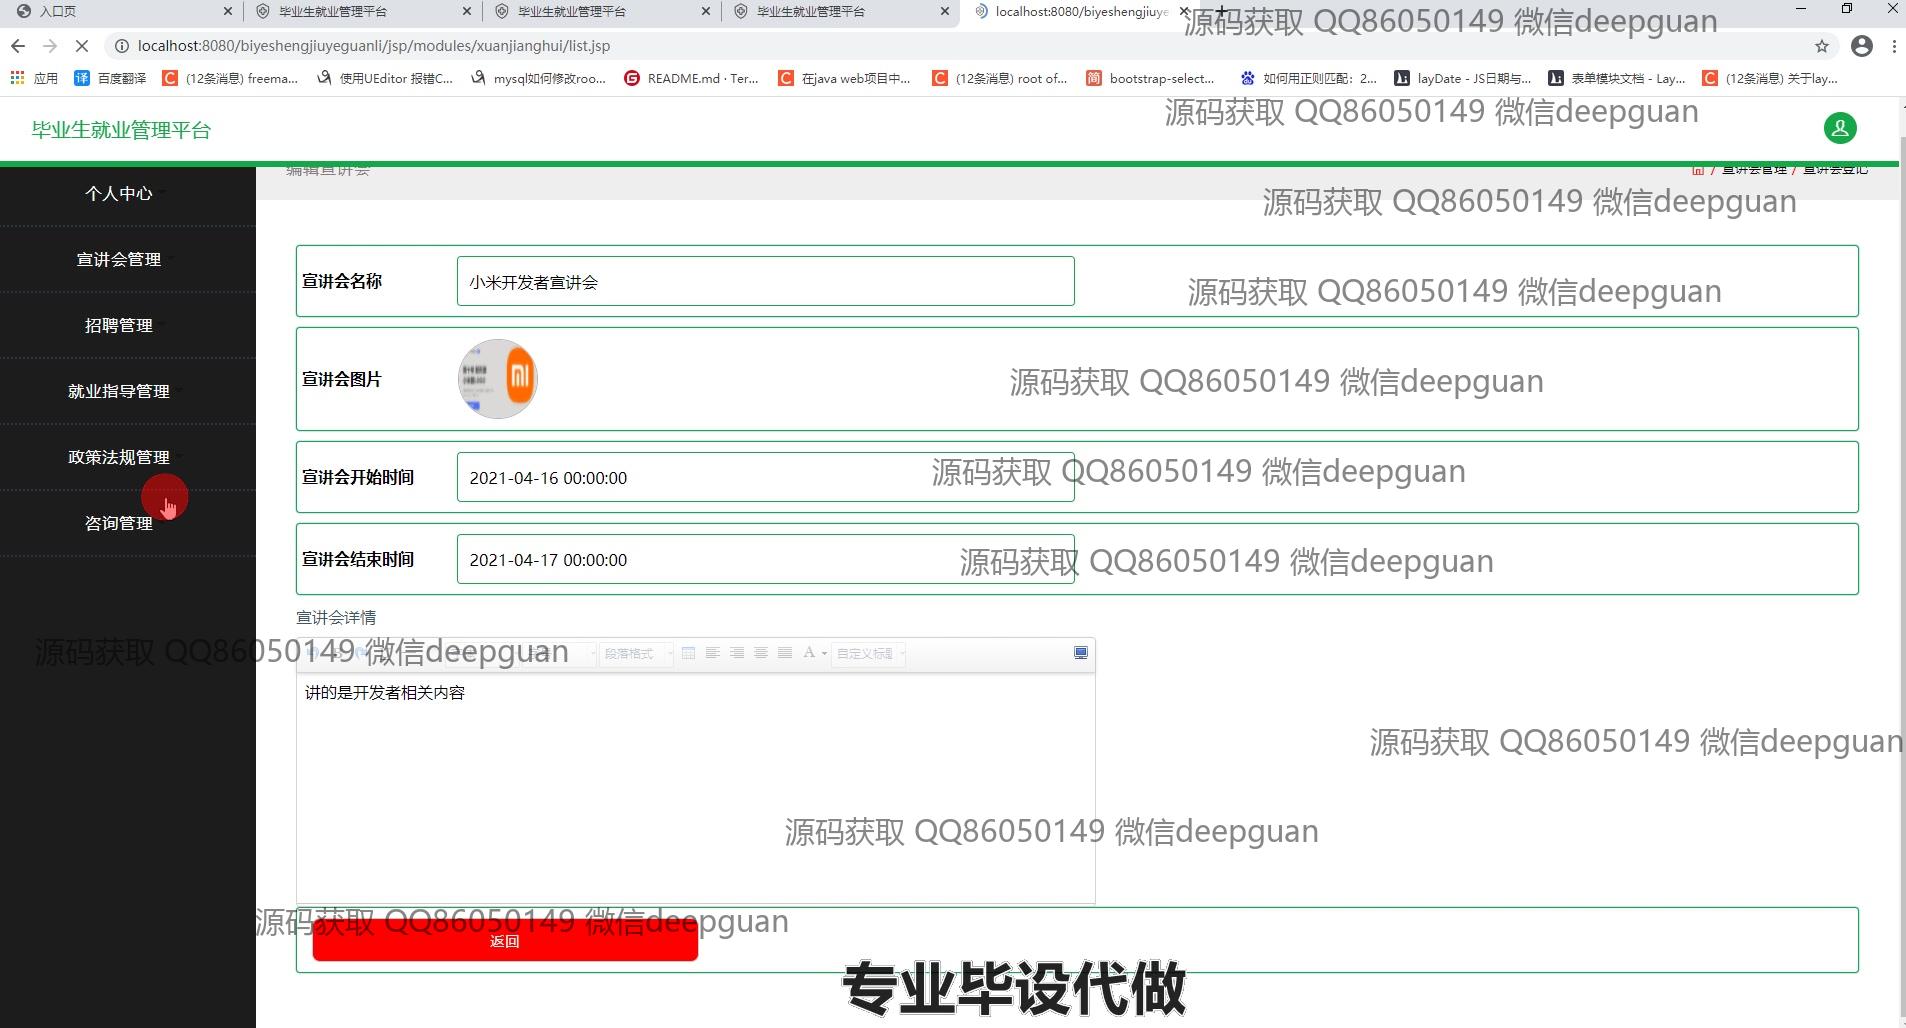 入口页
毕业生就业管理平台
毕业生就业管理平台
毕业生就业管理平台
localhost:8080/biyeshengjiuye
源码获取 QQ86050149 微信deepguan
localhost:8080/biyeshengjiuyeguanli/jsp/modules/xuanjianghui/list.jsp
应用
译 百度翻译
C (12条消息) freema...
使用UEditor 报错C...
mysql如何修改roo...
G README.md · Ter...
C 在java web项目中...
C (12条消息) root of...
简 bootstrap-select...
如何用正则匹配：2...
layDate - JS日期与...
表单模块文档 - Lay...
C (12条消息) 关于lay...
源码获取 QQ86050149 微信deepguan
毕业生就业管理平台
编辑宣讲会
/ 宣讲会管理 / 宣讲会登记
个人中心
源码获取 QQ86050149 微信deepguan
宣讲会管理
宣讲会名称
小米开发者宣讲会
源码获取 QQ86050149 微信deepguan
招聘管理
宣讲会图片
源码获取 QQ86050149 微信deepguan
就业指导管理
政策法规管理
宣讲会开始时间
2021-04-16 00:00:00
源码获取 QQ86050149 微信deepguan
咨询管理
宣讲会结束时间
2021-04-17 00:00:00
源码获取 QQ86050149 微信deepguan
宣讲会详情
源码获取 QQ86050149 微信deepguan
段落格式
自定义标题
讲的是开发者相关内容
源码获取 QQ86050149 微信deepguan
源码获取 QQ86050149 微信deepguan
源码获取 QQ86050149 微信deepguan
返回
专业毕设代做